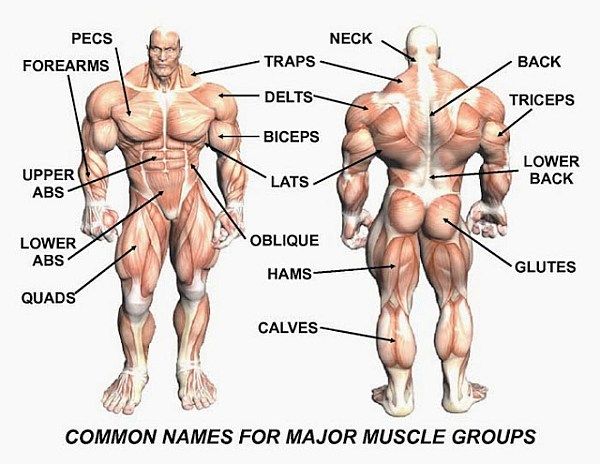 PECS
FOREARMS
UPPER
ABS
LOWER
ABS
QUADS
TRAPS
DELTS
BICEPS
LATS
OBLIQUE
HAMS
CALVES
NECK
BACK
TRICEPS
LOWER
BACK
GLUTES
COMMON NAMES FOR MAJOR MUSCLE GROUPS